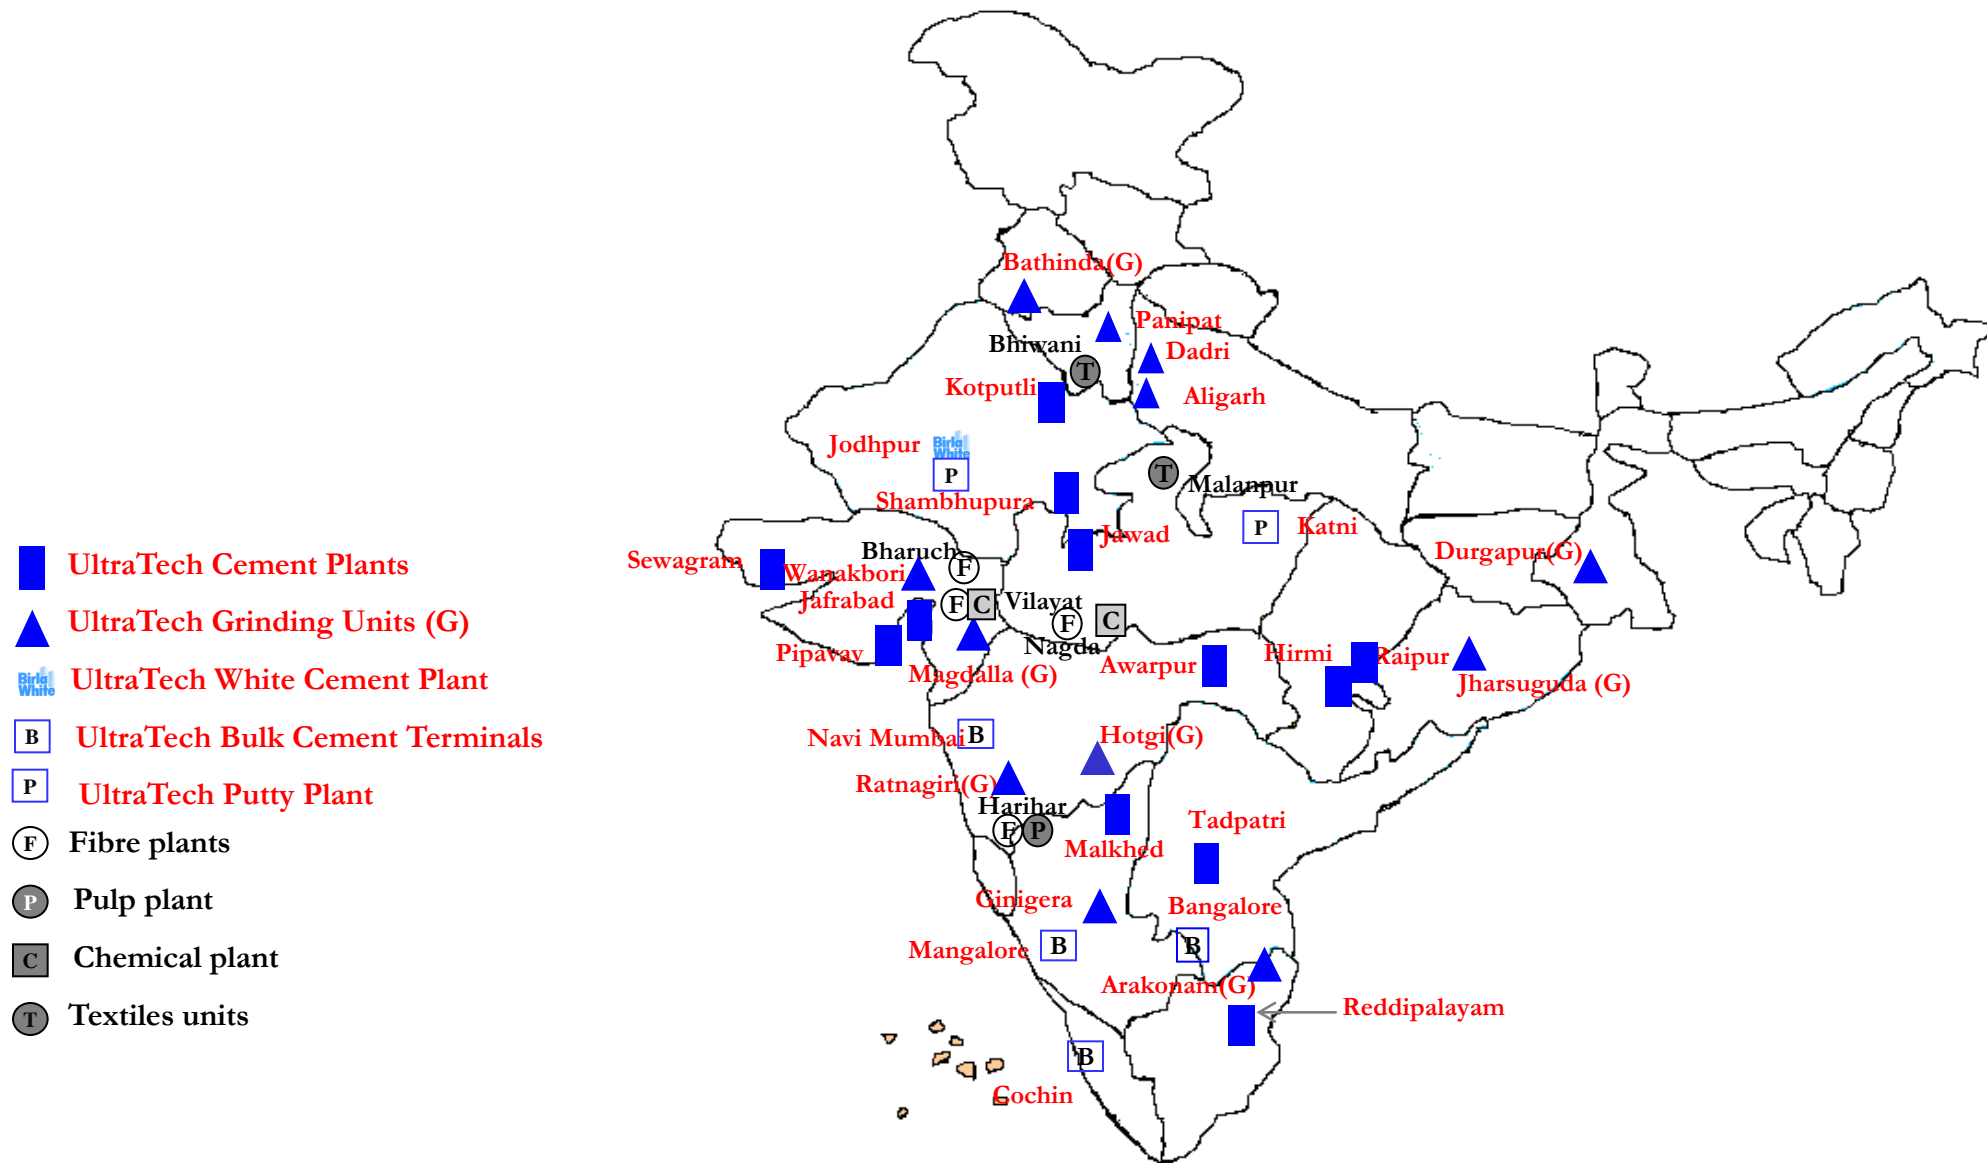 UltraTech Cement Plants
UltraTech Grinding Units (G)
Birla
White
UltraTech White Cement Plant
B
UltraTech Bulk Cement Terminals
P
UltraTech Putty Plant
F
Fibre plants
P
Pulp plant
C
Chemical plant
T
Textiles units
Bathinda(G)
Panipat
Bhiwani
Dadri
T
Kotputli
Aligarh
Jodhpur
Birla
White
P
T
Malanpur
Shambhupura
Katni
P
Jawad
Bharuch
Durgapur(G)
Sewagram
F
Wanakbori
Jafrabad
F
C
Vilayat
F
C
Nagda
Pipavav
Hirmi
Raipur
Awarpur
Magdalla (G)
Jharsuguda (G)
Navi Mumbai
B
Hotgi(G)
Ratnagiri(G)
Harihar
F
P
Tadpatri
Malkhed
Ginigera
Bangalore
Mangalore
B
B
Arakonam(G)
Reddipalayam
B
Cochin